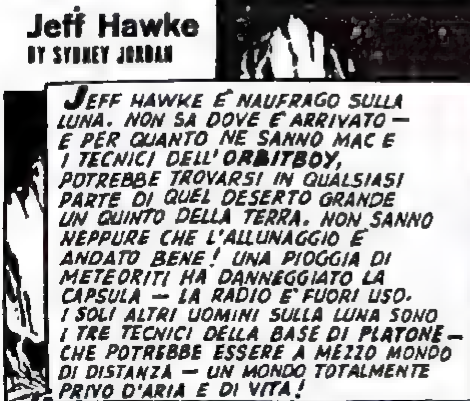 Jeff Hawke
BY SYDNEY JORDAN
JEFF HAWKE È NAUFRAGO SULLA
LUNA. NON SA DOVE È ARRIVATO —
E PER QUANTO NE SANNO MAC E
I TECNICI DELL'ORBITBOY,
POTREBBE TROVARSI IN QUALSIASI
PARTE DI QUEL DESERTO GRANDE
UN QUINTO DELLA TERRA. NON SANNO
NEPPURE CHE L'ALLUNAGGIO È
ANDATO BENE! UNA PIOGGIA DI
METEORITI HA DANNEGGIATO LA
CAPSULA — LA RADIO E' FUORI USO.
I SOLI ALTRI UOMINI SULLA LUNA SONO
I TRE TECNICI DELLA BASE DI PLATONE —
CHE POTREBBE ESSERE A MEZZO MONDO
DI DISTANZA — UN MONDO TOTALMENTE
PRIVO D'ARIA E DI VITA!